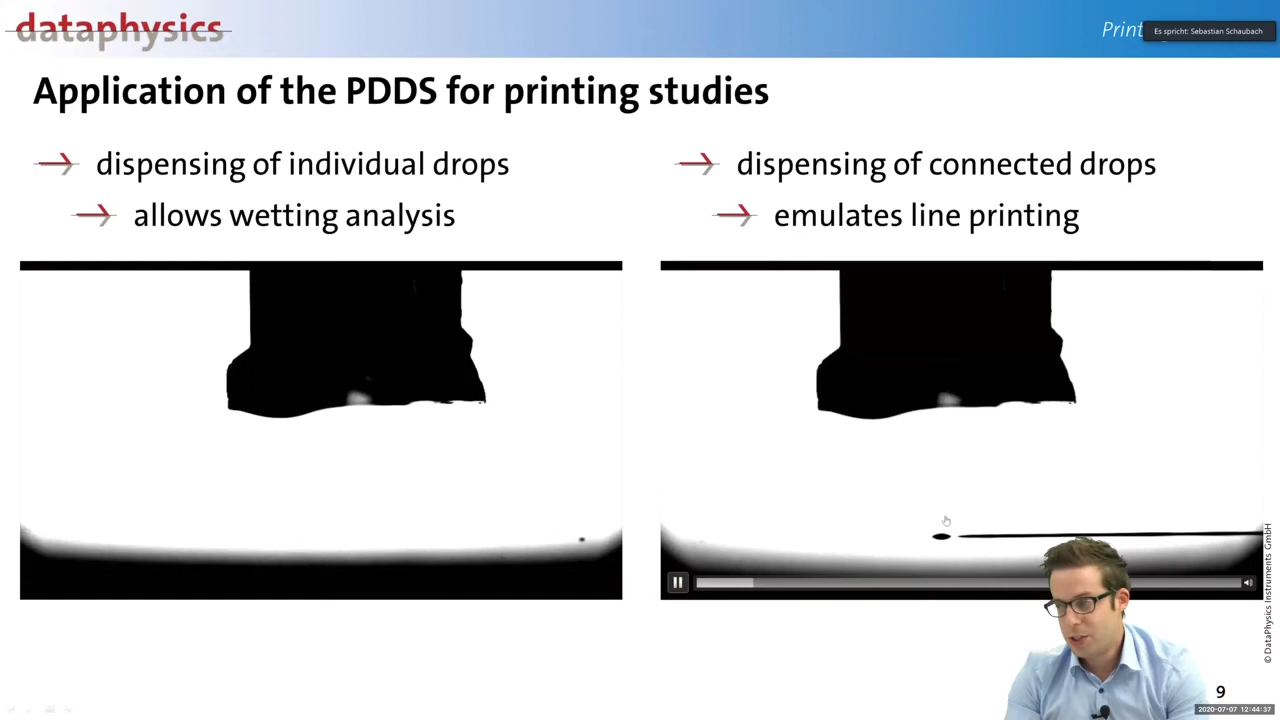 dataphysics
Print
Es spricht: Sebastian Schaubach
Application of the PDDS for printing studies
dispensing of individual drops
allows wetting analysis
dispensing of connected drops
emulates line printing
© DataPhysics Instruments GmbH
9
2020-07-07 12:44:37